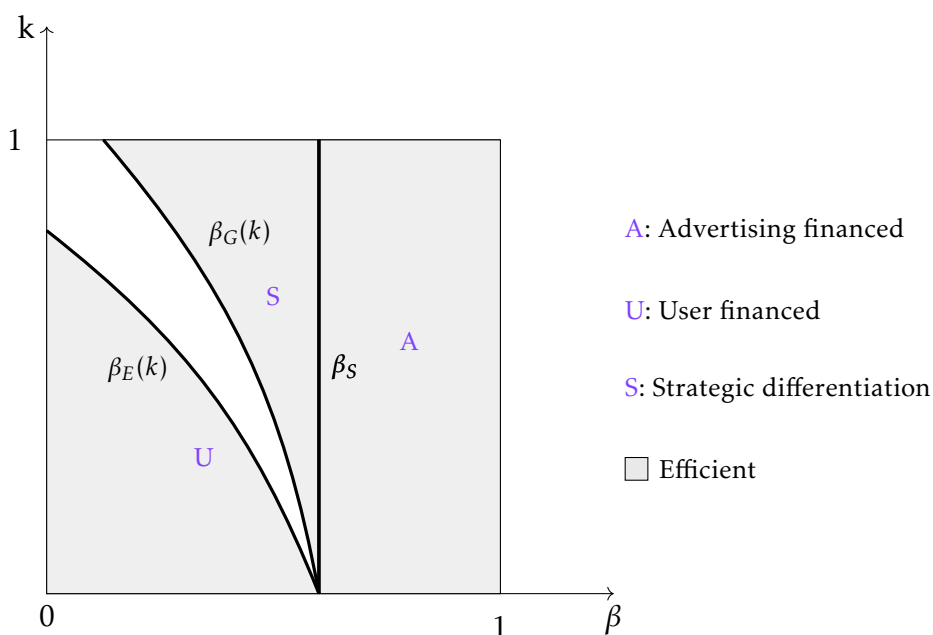 k
1
β_G(k)
S
A
β_E(k)
β_S
U
0
1
β
A: Advertising financed
U: User financed
S: Strategic differentiation
Efficient